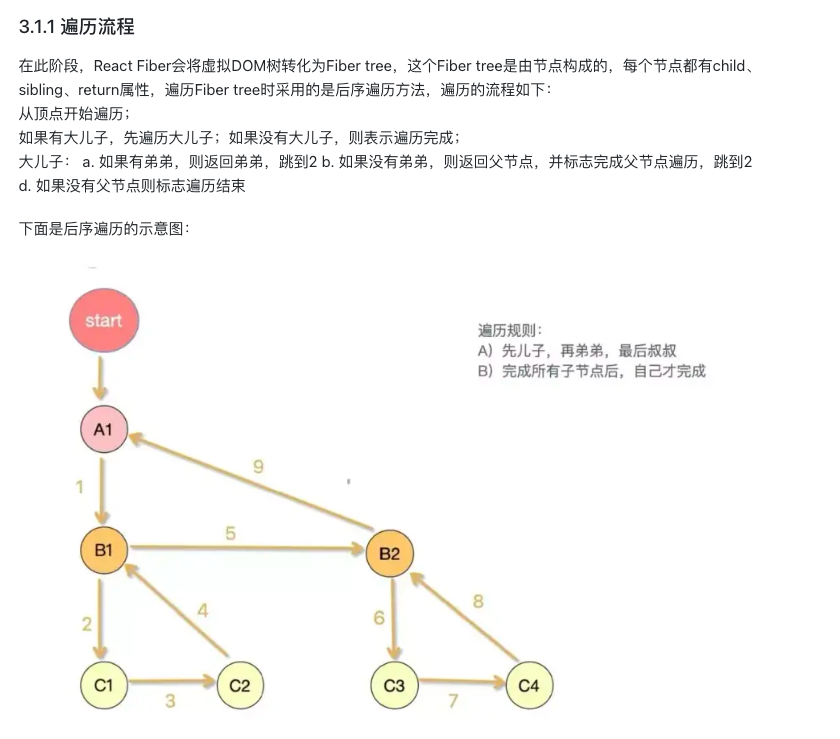 3.1.1 遍历流程
在此阶段，React Fiber会将虚拟DOM树转化为Fiber tree，这个Fiber tree是由节点构成的，每个节点都有child、
sibling、return属性，遍历Fiber tree时采用的是后序遍历方法，遍历的流程如下：
从顶点开始遍历；
如果有大儿子，先遍历大儿子；如果没有大儿子，则表示遍历完成；
大儿子： a. 如果有弟弟，则返回弟弟，跳到2 b. 如果没有弟弟，则返回父节点，并标志完成父节点遍历，跳到2
d. 如果没有父节点则标志遍历结束
下面是后序遍历的示意图：
start
遍历规则：
A）先儿子，再弟弟，最后叔叔
B）完成所有子节点后，自己才完成
A1
9
1
5
B1
B2
2
4
6
8
C1
C2
C3
C4
3
7